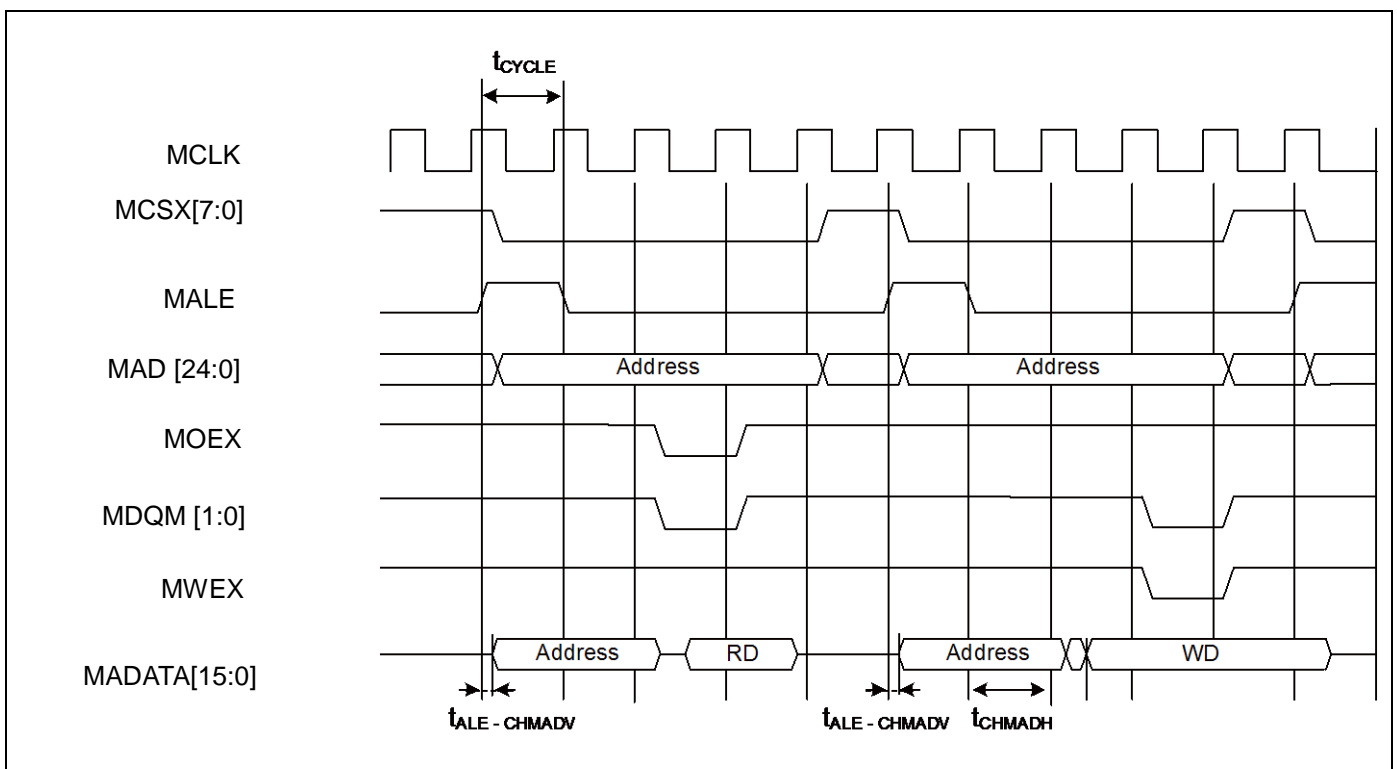 tCYCLE
MCLK
MCSX[7:0]
MALE
MAD [24:0]
Address
Address
MOEX
MDQM [1:0]
MWEX
MADATA[15:0]
Address
RD
Address
WD
tALE - CHMADV
tALE - CHMADV
tCHMADH